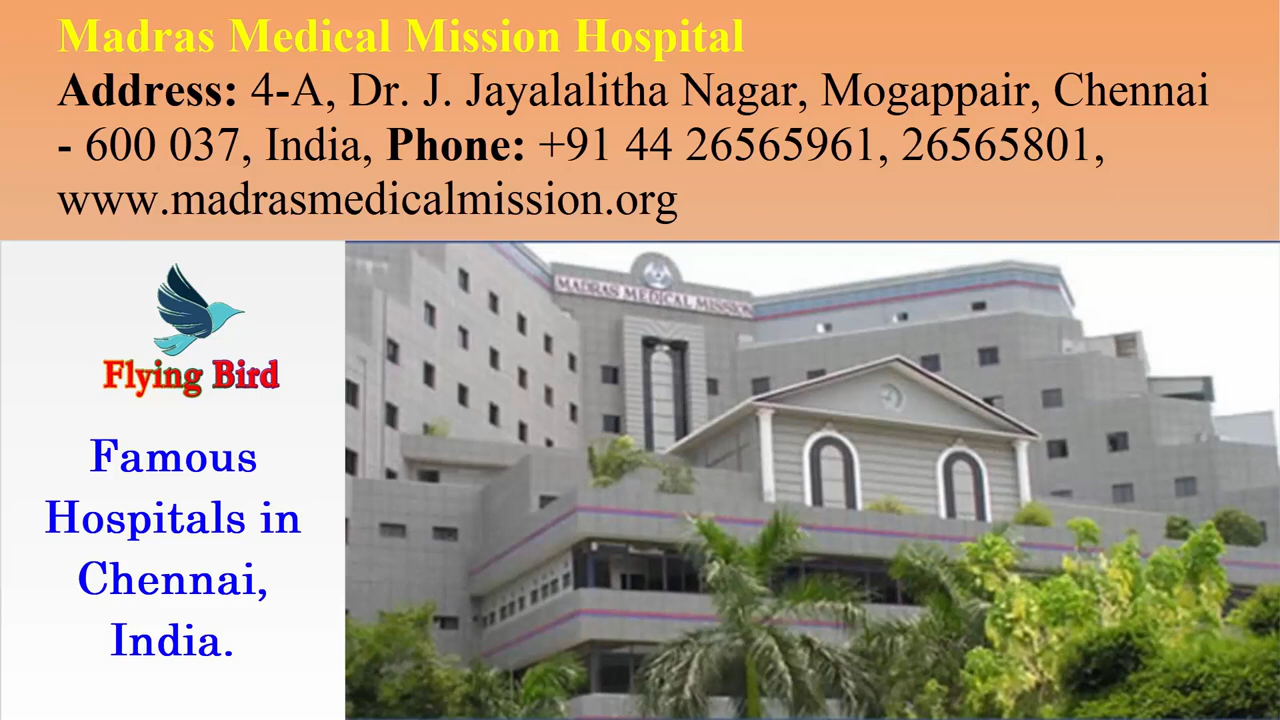 Madras Medical Mission Hospital
Address: 4-A, Dr. J. Jayalalitha Nagar, Mogappair, Chennai
- 600 037, India, Phone: +91 44 26565961, 26565801,
www.madrasmedicalmission.org
MADRAS MEDICAL MISSION
Flying Bird
Famous
Hospitals in
Chennai,
India.